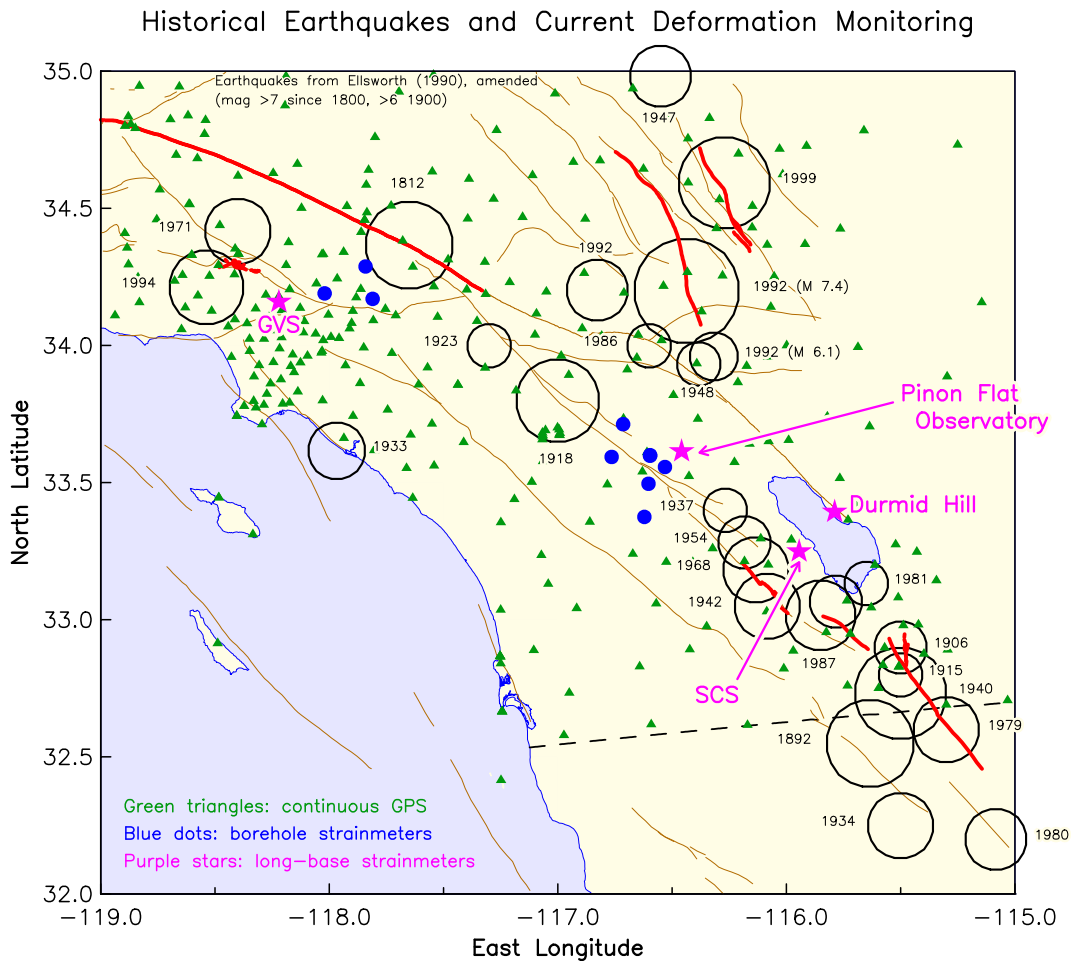 Historical Earthquakes and Current Deformation Monitoring
35.0
Earthquakes from Ellsworth (1990), amended
(mag >7 since 1800, >6 1900)
1947
1999
1812
34.5
1971
1992
1994
1992 (M 7.4)
GVS
34.0
1923
1986
1992 (M 6.1)
1948
Pinon Flat
Observatory
North Latitude
1933
1918
33.5
1937
Durmid Hill
1954
1968
1981
1942
33.0
1987
1906
1915
SCS
1940
1979
1892
32.5
Green triangles: continuous GPS
Blue dots: borehole strainmeters
1934
1980
Purple stars: long-base strainmeters
32.0
-119.0
-118.0
-117.0
-116.0
-115.0
East Longitude